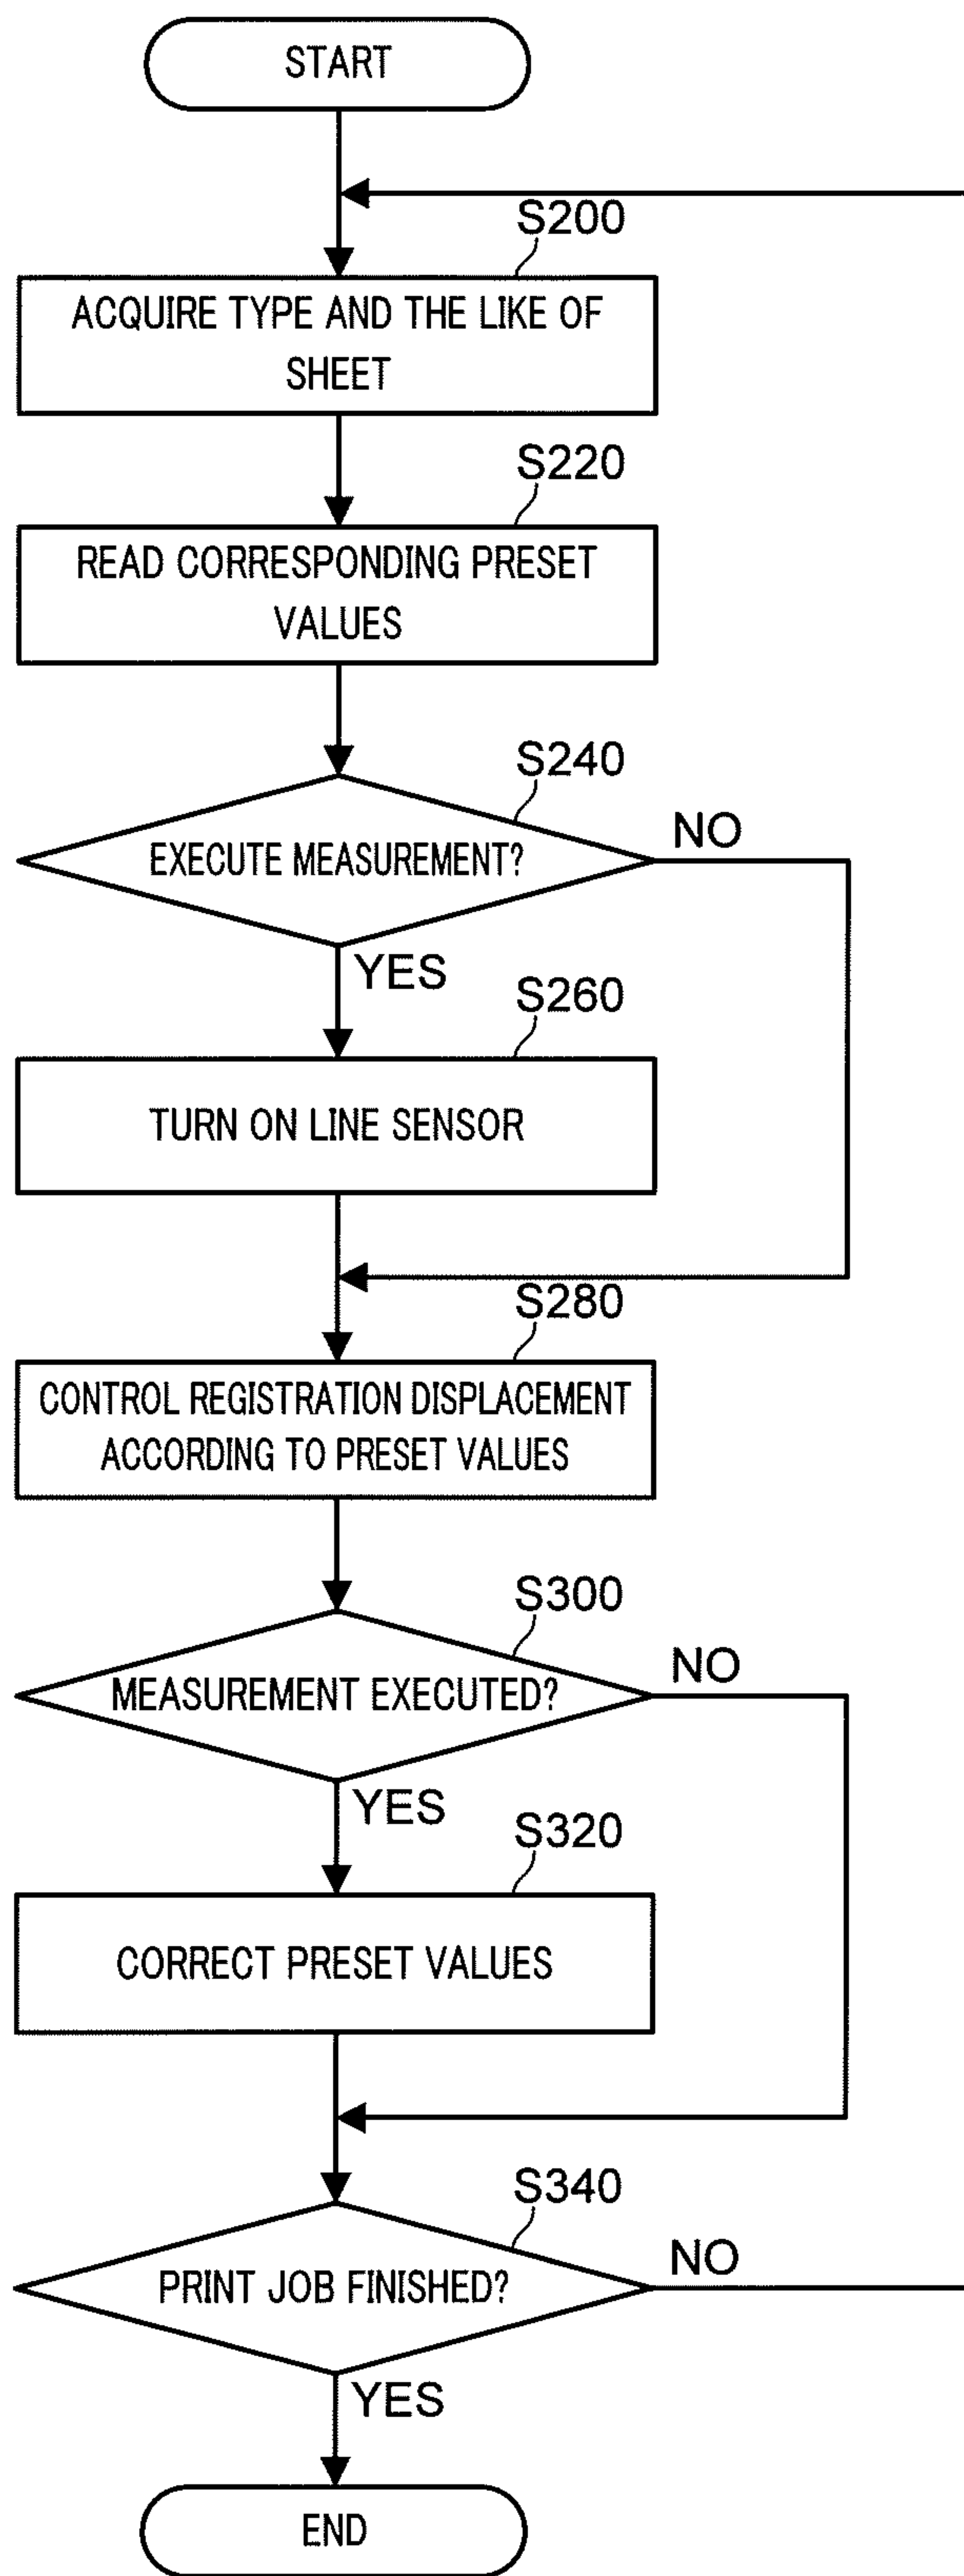 START
S200
ACQUIRE TYPE AND THE LIKE OF
SHEET
S220
READ CORRESPONDING PRESET
VALUES
S240
EXECUTE MEASUREMENT?
NO
YES
S260
TURN ON LINE SENSOR
S280
CONTROL REGISTRATION DISPLACEMENT
ACCORDING TO PRESET VALUES
S300
MEASUREMENT EXECUTED?
NO
YES
S320
CORRECT PRESET VALUES
S340
PRINT JOB FINISHED?
NO
YES
END